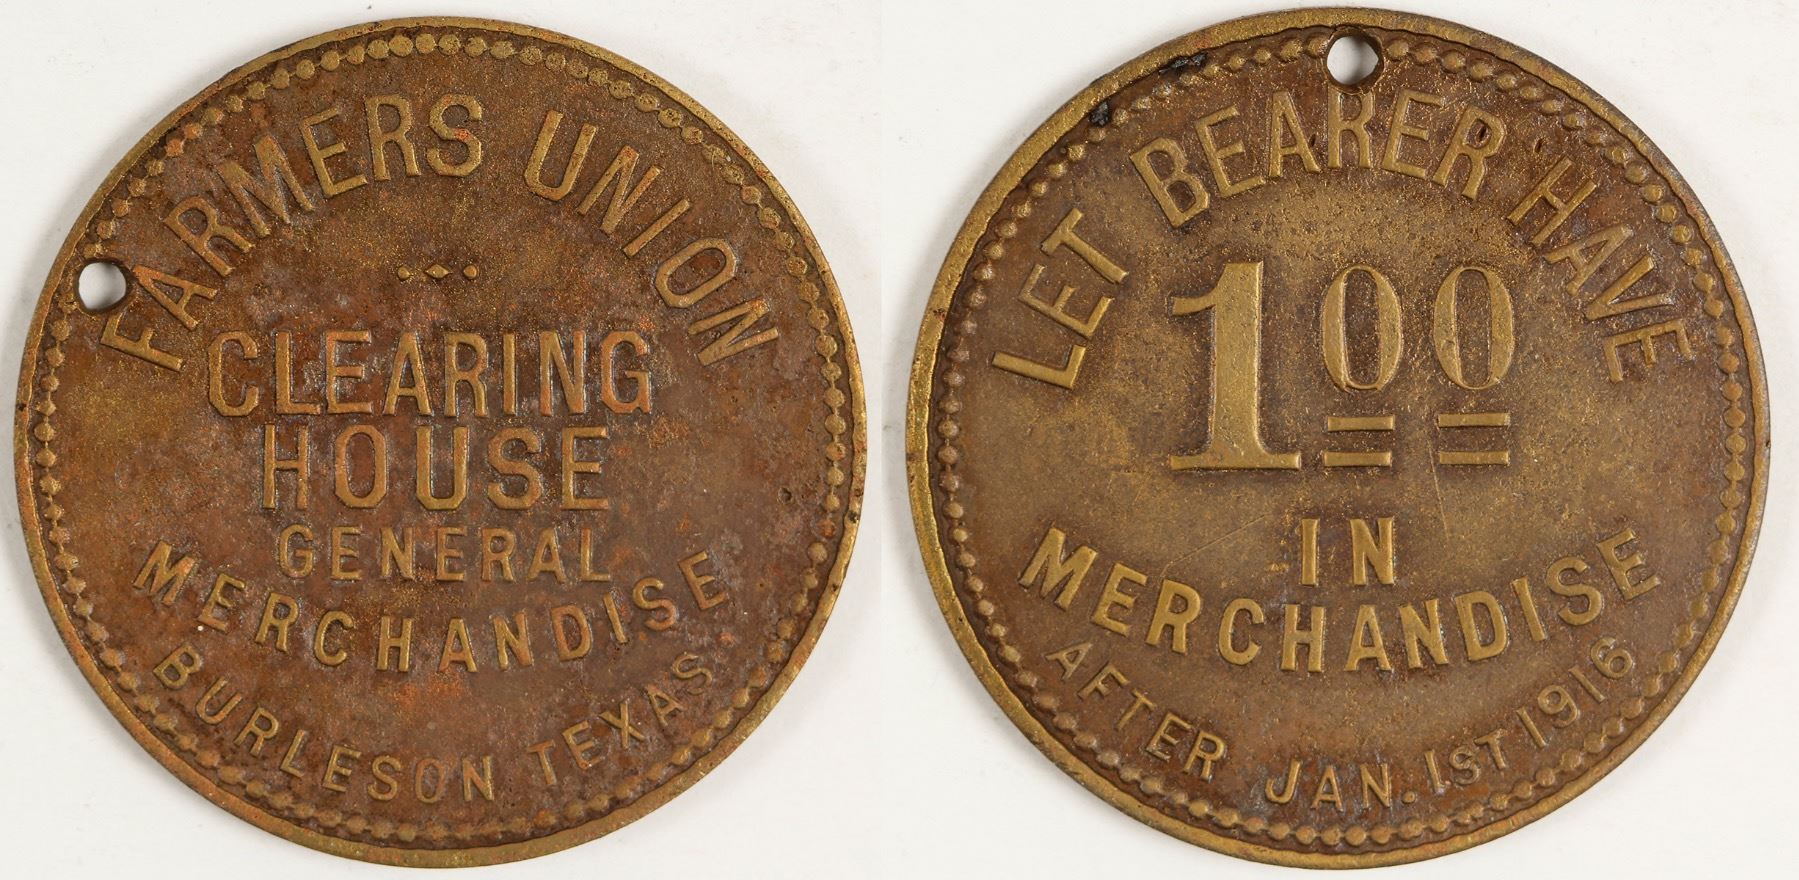 FARMERS UNION
CLEARING
HOUSE
GENERAL
MERCHANDISE
BURLESON TEXAS
LET BEARER HAVE
1 00
IN
MERCHANDISE
AFTER JAN. 1ST 1916